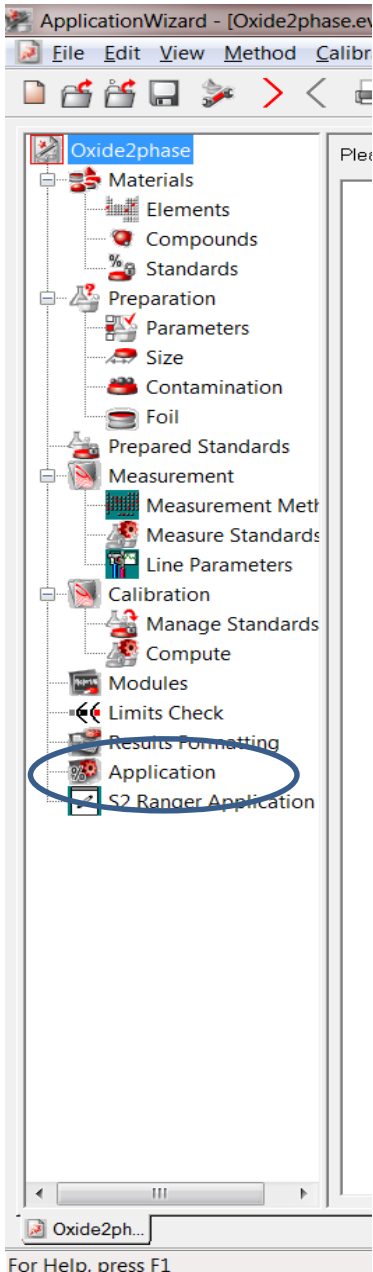 ApplicationWizard - [Oxide2phase.ev
File Edit View Method Calibr
Oxide2phase
Plea
Materials
Elements
Compounds
Standards
Preparation
Parameters
Size
Contamination
Foil
Prepared Standards
Measurement
Measurement Meth
Measure Standards
Line Parameters
Calibration
Manage Standards
Compute
Modules
Limits Check
Results Formatting
Application
S2 Ranger Application
Oxide2ph...
For Help, press F1